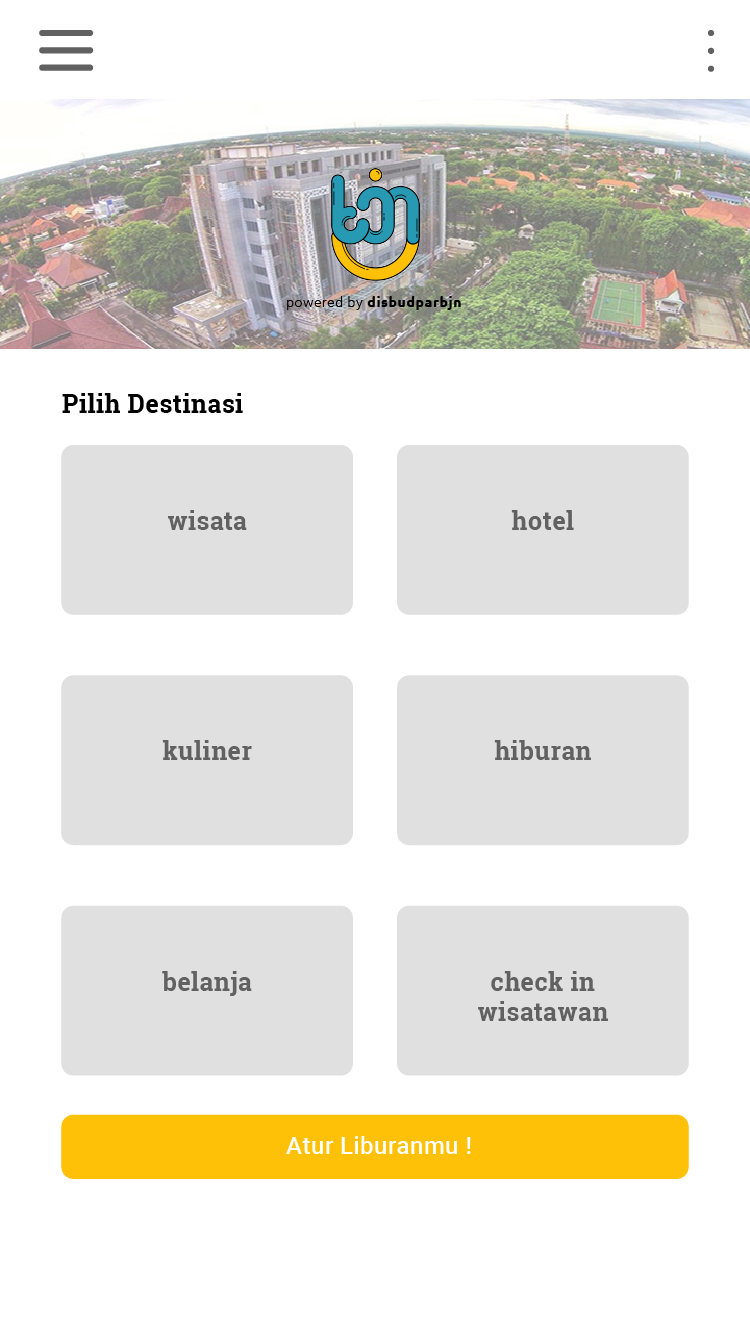 powered by disbudparbjn
Pilih Destinasi
wisata
hotel
kuliner
hiburan
belanja
check in
wisatawan
Atur Liburanmu !